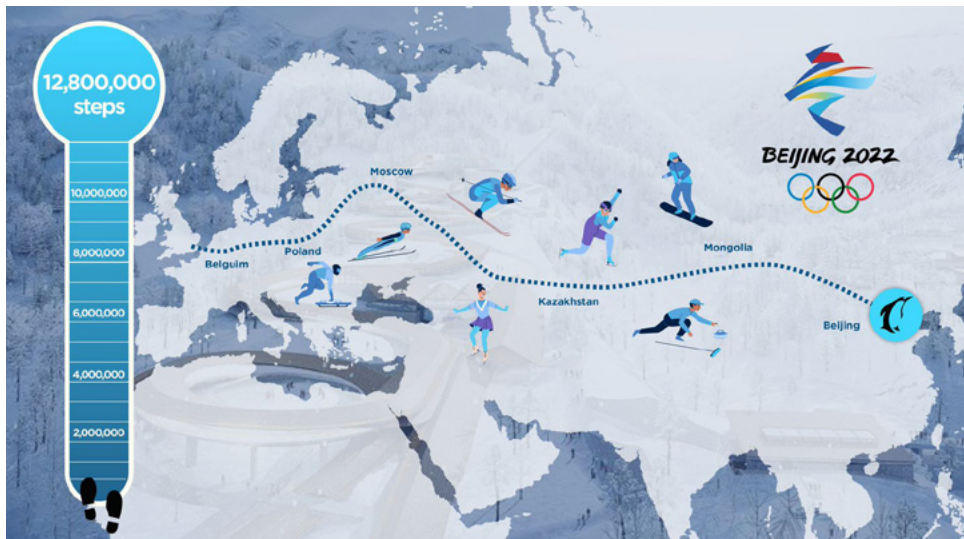 12,800,000
steps
10,000,000
8,000,000
6,000,000
4,000,000
2,000,000
Moscow
Belguim
Poland
Kazakhstan
Mongolia
Beijing
BEIJING 2022